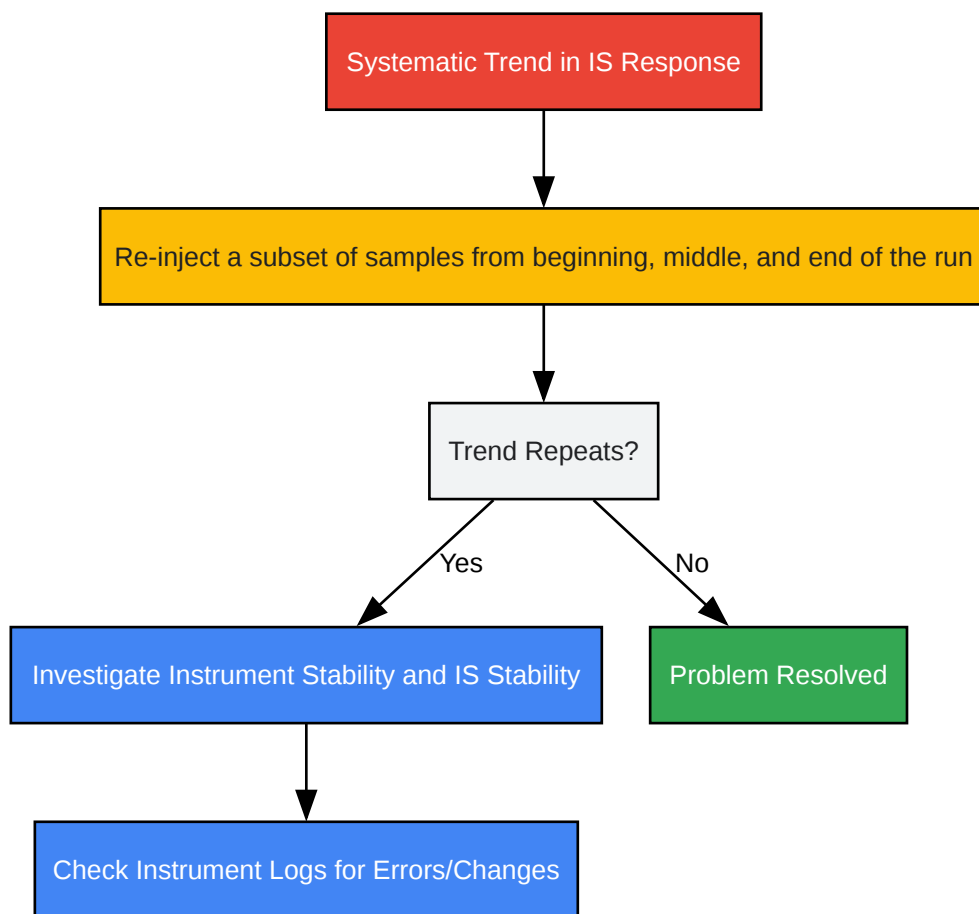 Systematic Trend in IS Response
Re-inject a subset of samples from beginning, middle, and end of the run
Trend Repeats?
Yes
No
Investigate Instrument Stability and IS Stability
Problem Resolved
Check Instrument Logs for Errors/Changes